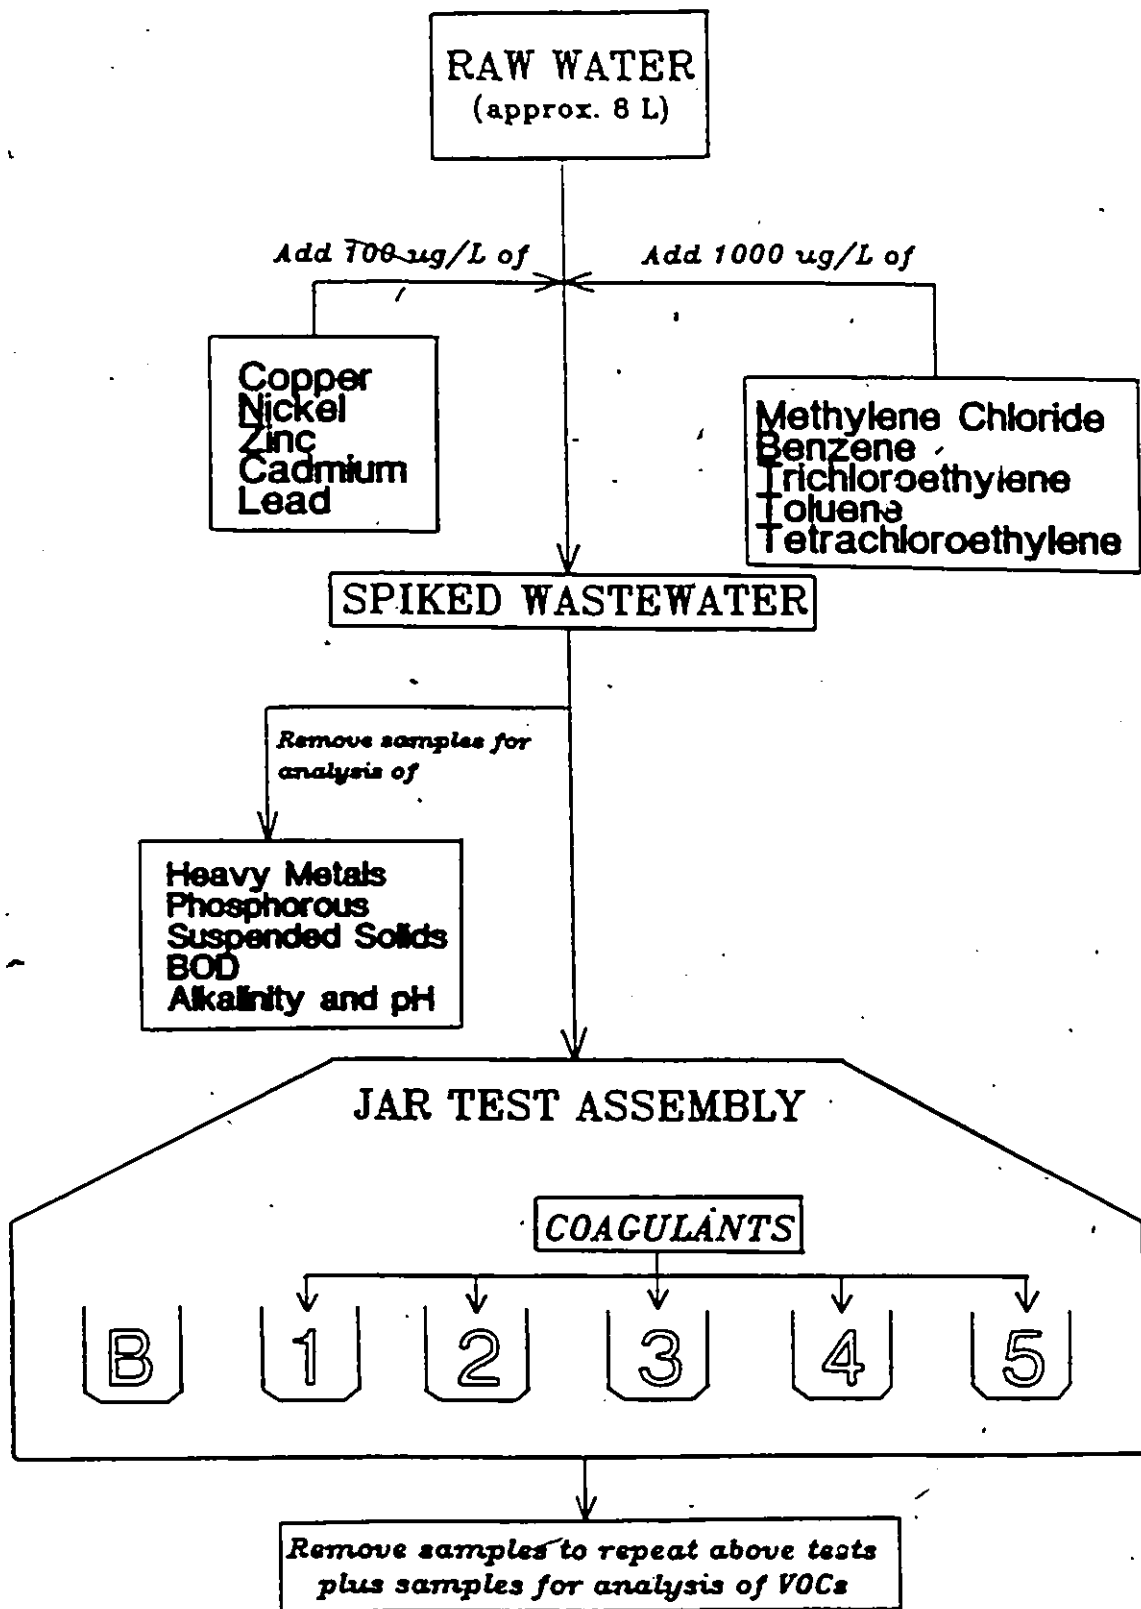 RAW WATER
(approx. 8 L)
Add 700 ug/L of
Add 1000 ug/L of
Copper
Nickel
Zinc
Cadmium
Lead
Methylene Chloride
Benzene
Trichloroethylene
Toluene
Tetrachloroethylene
SPIKED WASTEWATER
Remove samples for
analysis of
Heavy Metals
Phosphorous
Suspended Solids
BOD
Alkalinity and pH
JAR TEST ASSEMBLY
COAGULANTS
B 1 2 3 4 5
Remove samples to repeat above tests
plus samples for analysis of VOCs